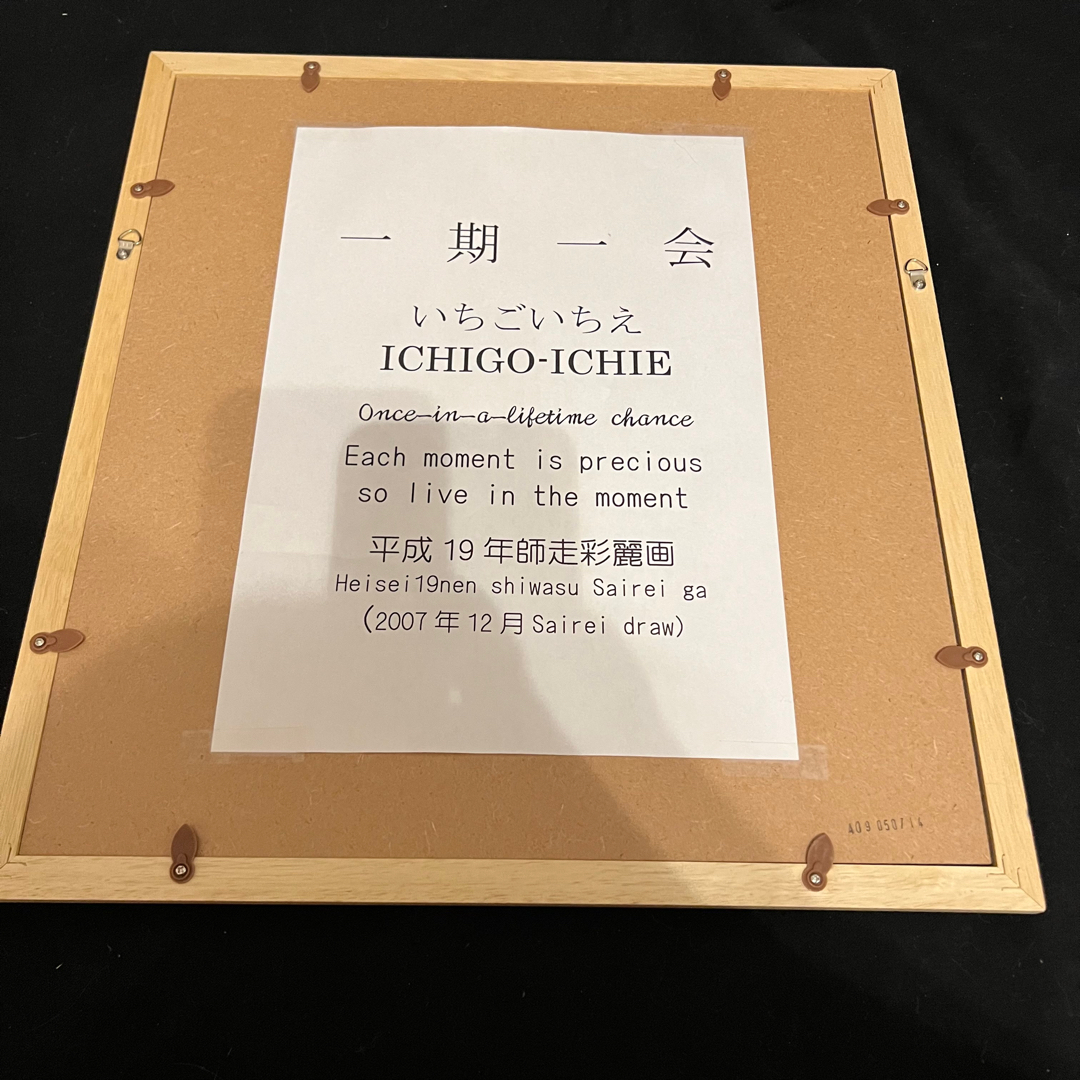 一期一会
いちごいちえ
ICHIGO-ICHIE
Once-in-a-lifetime chance
Each moment is precious
so live in the moment
平成19年師走彩麗画
Heisei19nen shiwasu Sairei ga
(2007年12月Sairei draw)
A09 050714